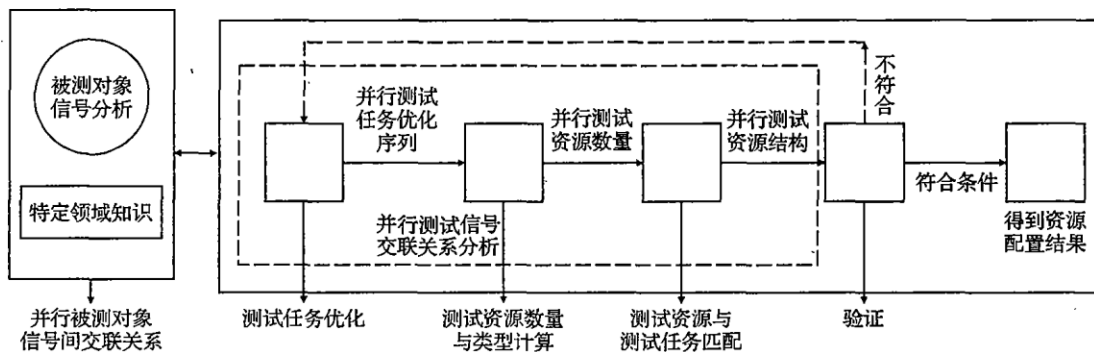 被测对象
信号分析
特定领域知识
并行被测对象
信号间交联关系
并行测试
任务优化
序列
并行测试
资源数量
并行测试
资源结构
不符合
符合条件
得到资源
配置结果
并行测试信号
交联关系分析
测试任务优化
测试资源数量
与类型计算
测试资源与
测试任务匹配
验证